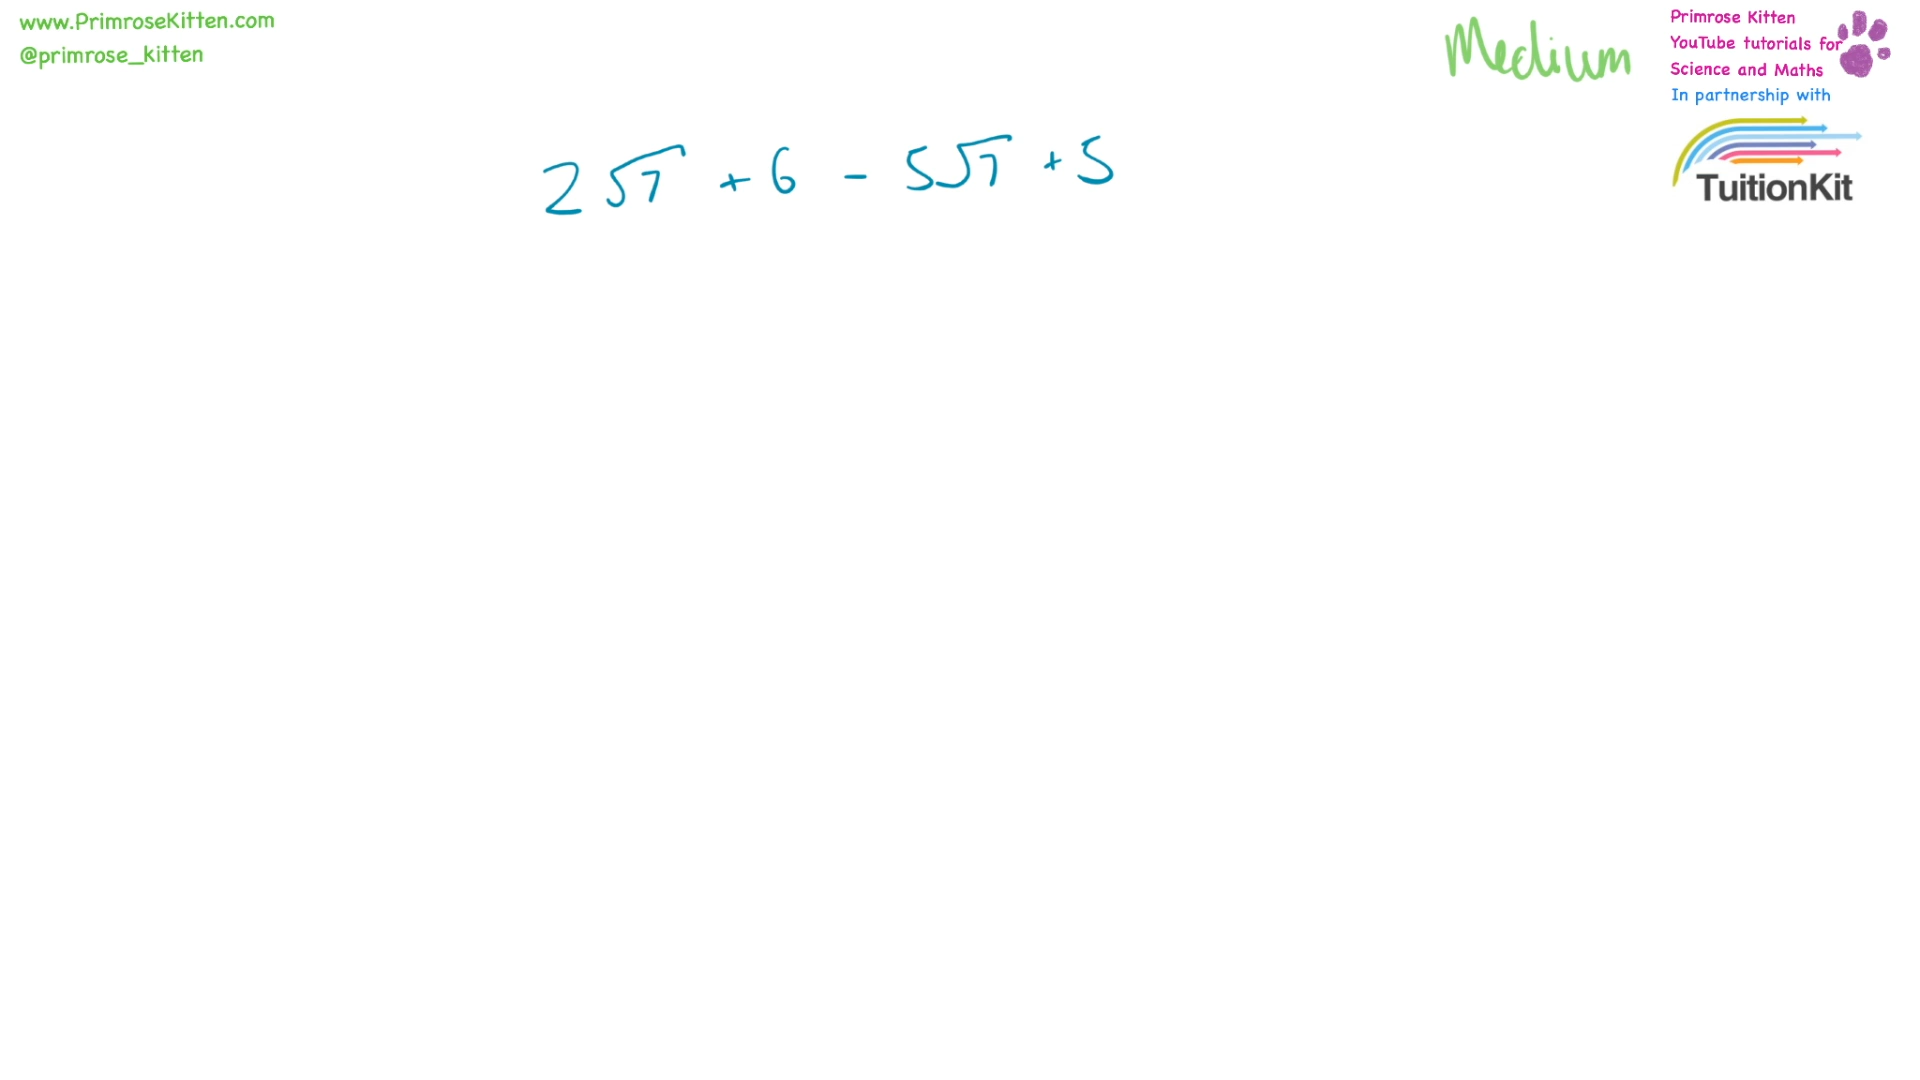 www.PrimroseKitten.com
@primrose_kitten
Medium
Primrose Kitten
YouTube tutorials for
Science and Maths
In partnership with
TuitionKit
2√7 + 6 - 5√7 + 5